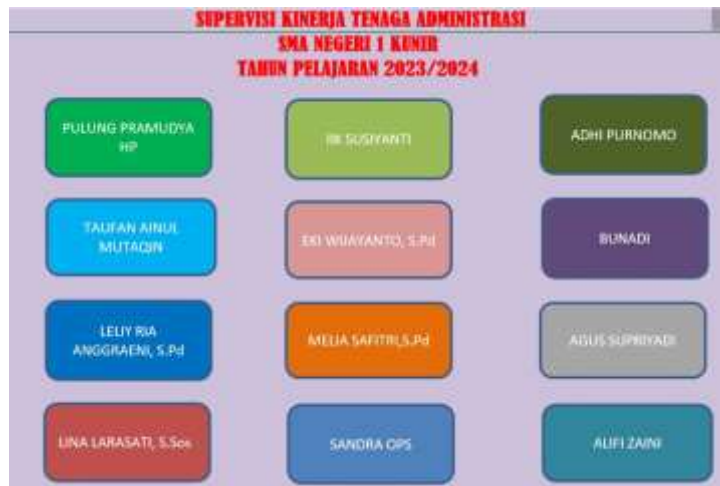 SUPERVISI KINERJA TENAGA ADMINISTRASI
SMA NEGERI 1 KUNIR
TAHUN PELAJARAN 2023/2024
PULUNG PRAMUDYA
HP
SUSIYANTI
ADHI PURNOMO
TAUFAN AINUL
MUTAQIN
EKI WIJAYANTO, S.Pd
BUNADI
LELIY RIA
ANGGRAENI, S.Pd
MELIA SAFITRI,S.Pd
AGUS SUPRIYADI
LINA LARASATI, S.Sos
SANDRA OPS
ALIFI ZAINI